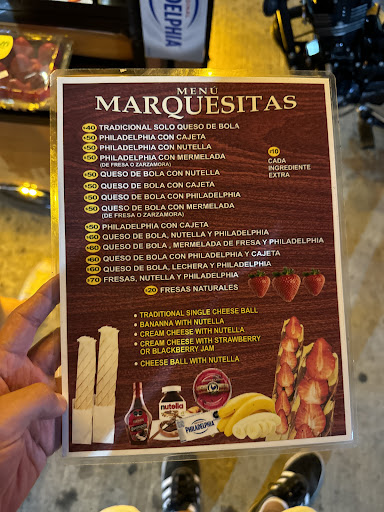 PHILADELPHIA
MENÚ
MARQUESITAS
$40 TRADICIONAL SOLO QUESO DE BOLA
$50 PHILADELPHIA CON CAJETA
$50 PHILADELPHIA CON NUTELLA
$50 PHILADELPHIA CON MERMELADA
(DE FRESA O ZARZAMORA)
$10
CADA
INGREDIENTE
EXTRA
$50 QUESO DE BOLA CON NUTELLA
$50 QUESO DE BOLA CON CAJETA
$50 QUESO DE BOLA CON PHILADELPHIA
$50 QUESO DE BOLA CON MERMELADA
(DE FRESA O ZARZAMORA)
$50 PHILADELPHIA CON CAJETA
$60 QUESO DE BOLA, NUTELLA Y PHILADELPHIA
$60 QUESO DE BOLA , MERMELADA DE FRESA Y PHILADELPHIA
$60 QUESO DE BOLA CON PHILADELPHIA Y CAJETA
$60 QUESO DE BOLA, LECHERA Y PHILADELPHIA
$70 FRESAS, NUTELLA Y PHILADELPHIA
$20 FRESAS NATURALES
• TRADITIONAL SINGLE CHEESE BALL
• BANANNA WITH NUTELLA
• CREAM CHEESE WITH NUTELLA
• CREAM CHEESE WITH STRAWBERRY
OR BLACKBERRY JAM
• CHEESE BALL WITH NUTELLA
nutella
PHILADELPHIA